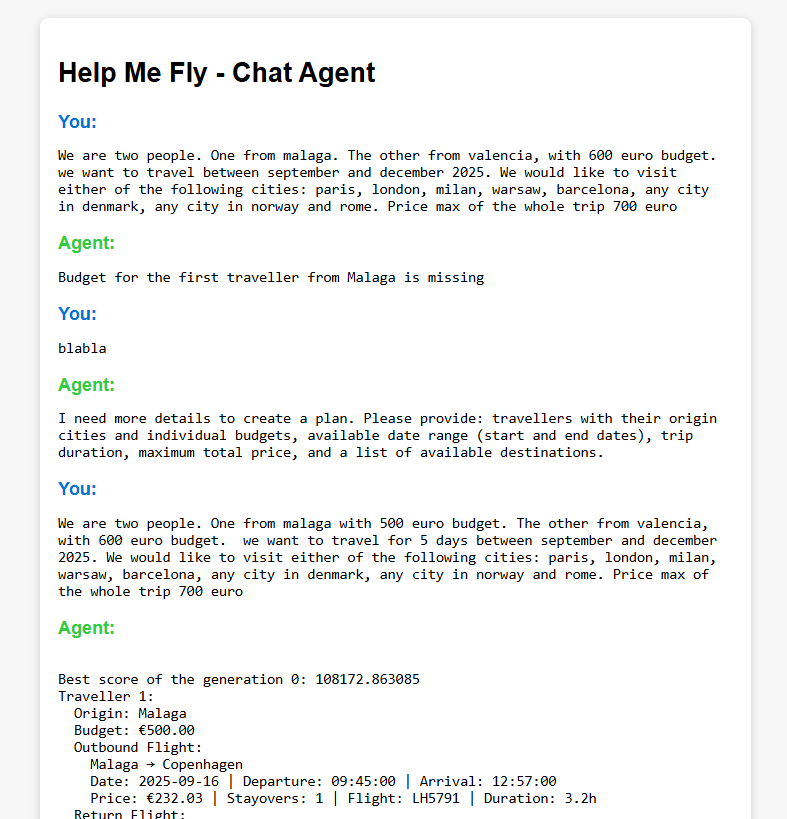 Help Me Fly - Chat Agent
You:
We are two people. One from malaga. The other from valencia, with 600 euro budget.
we want to travel between september and december 2025. We would like to visit
either of the following cities: paris, london, milan, warsaw, barcelona, any city
in denmark, any city in norway and rome. Price max of the whole trip 700 euro
Agent:
Budget for the first traveller from Malaga is missing
You:
blabla
Agent:
I need more details to create a plan. Please provide: travellers with their origin
cities and individual budgets, available date range (start and end dates), trip
duration, maximum total price, and a list of available destinations.
You:
We are two people. One from malaga with 500 euro budget. The other from valencia,
with 600 euro budget.  we want to travel for 5 days between september and december
2025. We would like to visit either of the following cities: paris, london, milan,
warsaw, barcelona, any city in denmark, any city in norway and rome. Price max of
the whole trip 700 euro
Agent:
Best score of the generation 0: 108172.863085
Traveller 1:
Origin: Malaga
Budget: €500.00
Outbound Flight:
Malaga → Copenhagen
Date: 2025-09-16 | Departure: 09:45:00 | Arrival: 12:57:00
Price: €232.03 | Stayovers: 1 | Flight: LH5791 | Duration: 3.2h
Return Flight: